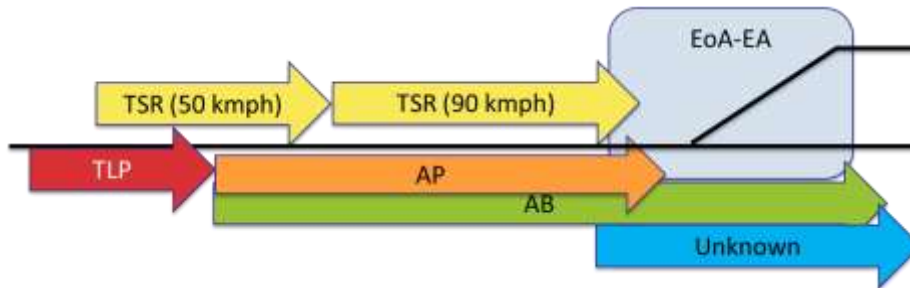 EoA-EA
TSR (50 kmph)
TSR (90 kmph)
TLP
AP
AB
Unknown